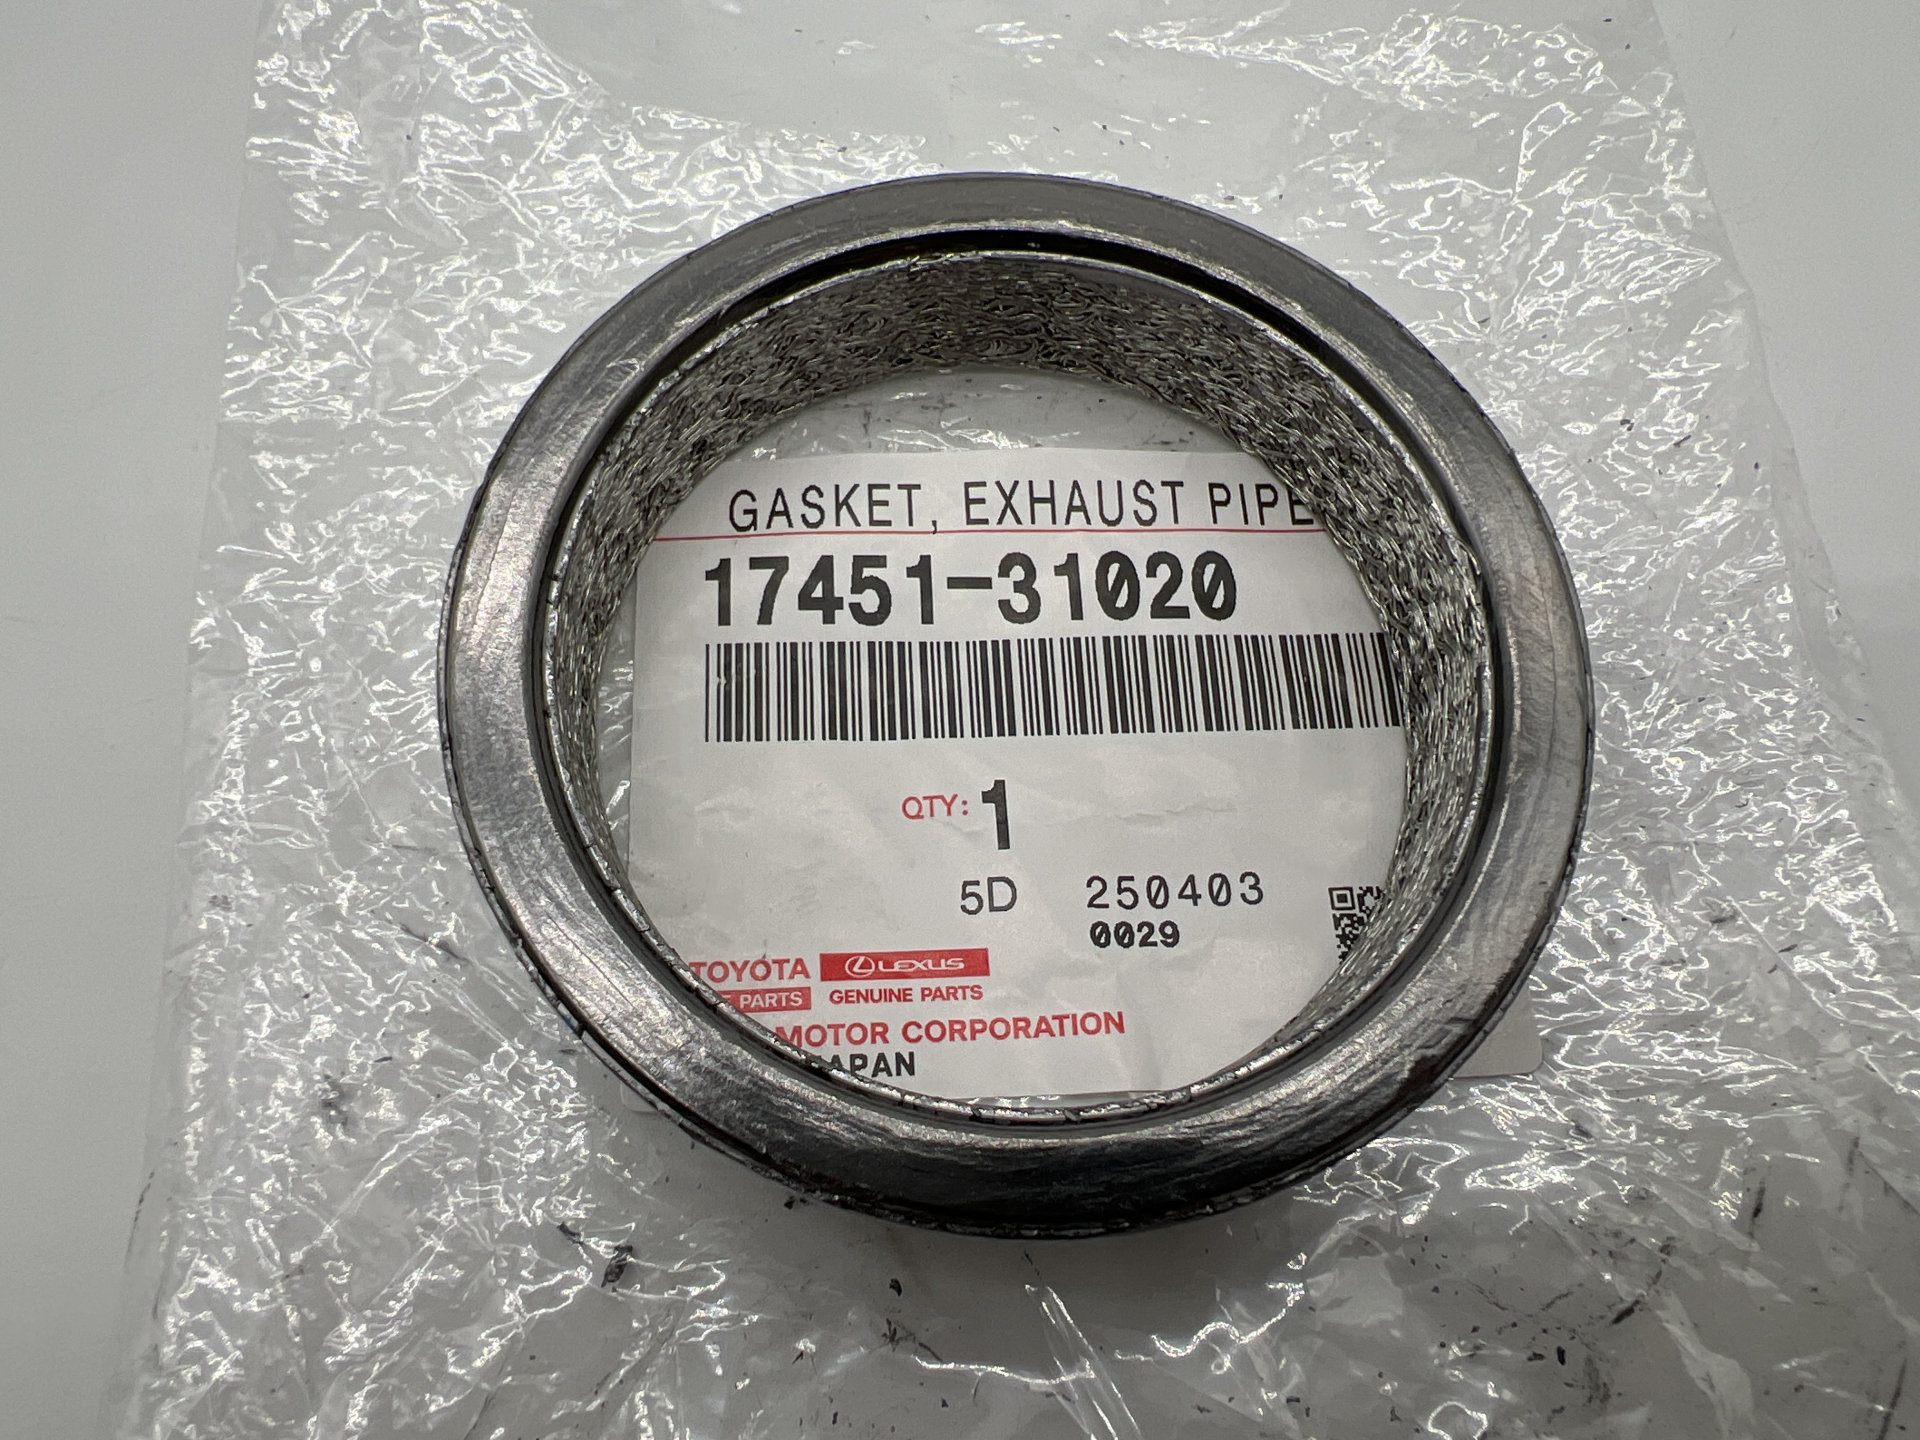 GASKET, EXHAUST PIPE
17451-31020
QTY: 1
5D 250403
0029
TOYOTA LEXUS
PARTS GENUINE PARTS
MOTOR CORPORATION
JAPAN